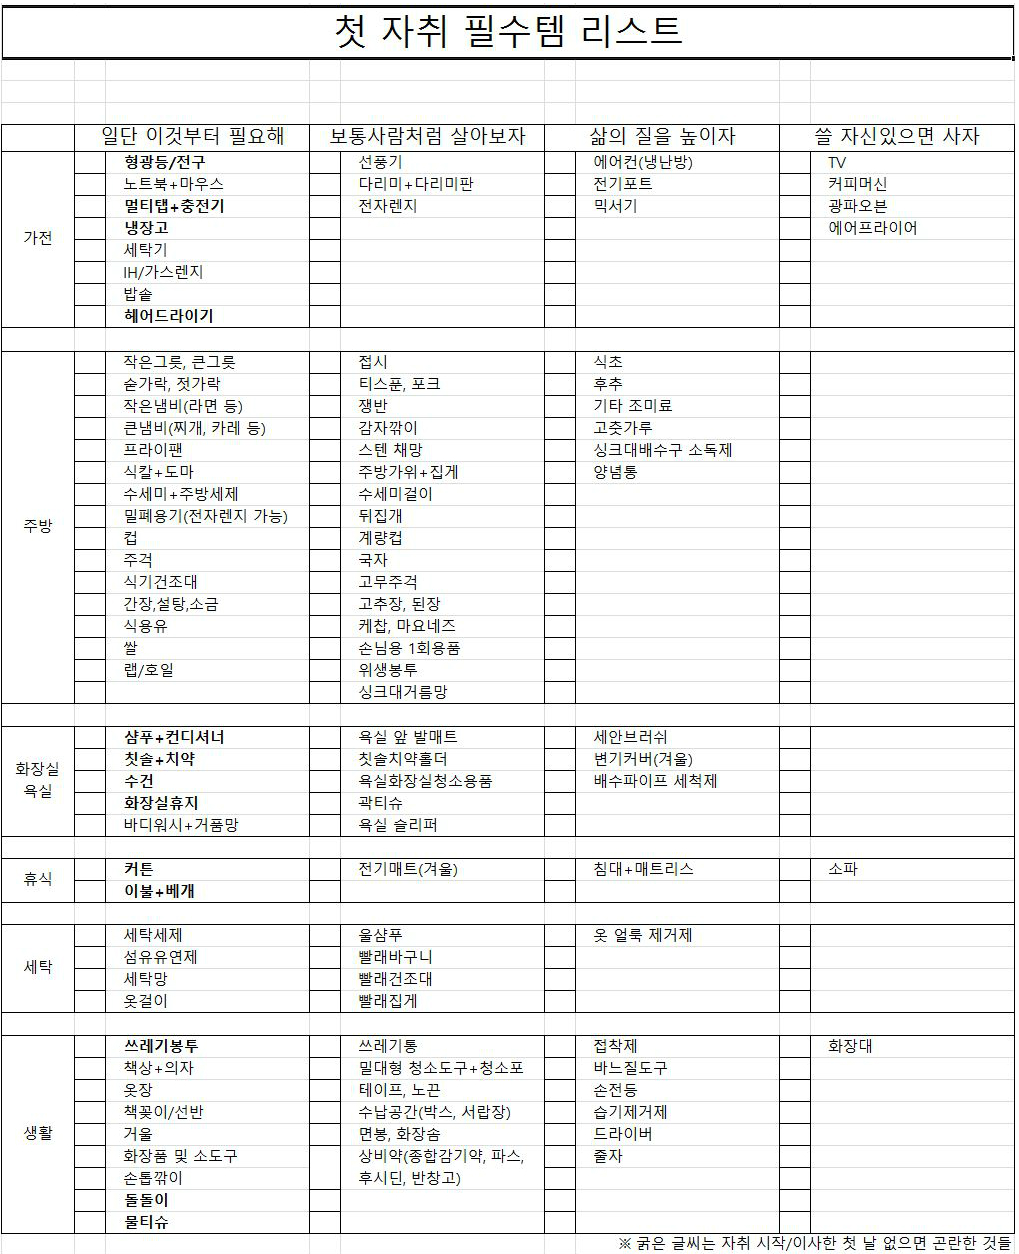 첫 자취 필수템 리스트
일단 이것부터 필요해 보통사람처럼 살아보자 삶의 질을 높이자 쓸 자신있으면 사자
가전
형광등/전구 선풍기 에어컨(냉난방) TV
노트북+마우스 다리미+다리미판 전기포트 커피머신
멀티탭+충전기 전자렌지 믹서기 광파오븐
냉장고 에어프라이어
세탁기
IH/가스렌지
밥솥
헤어드라이기
주방
작은그릇, 큰그릇 접시 식초
숟가락, 젓가락 티스푼, 포크 후추
작은냄비(라면 등) 쟁반 기타 조미료
큰냄비(찌개, 카레 등) 감자깎이 고춧가루
프라이팬 스텐 채망 싱크대배수구 소독제
식칼+도마 주방가위+집게 양념통
수세미+주방세제 수세미걸이
밀폐용기(전자렌지 가능) 뒤집개
컵 계량컵
주걱 국자
식기건조대 고무주걱
간장,설탕,소금 고추장, 된장
식용유 케찹, 마요네즈
쌀 손님용 1회용품
랩/호일 위생봉투
싱크대거름망
화장실
욕실
샴푸+컨디셔너 욕실 앞 발매트 세안브러쉬
칫솔+치약 칫솔치약홀더 변기커버(겨울)
수건 욕실화장실청소용품 배수파이프 세척제
화장실휴지 곽티슈
바디워시+거품망 욕실 슬리퍼
휴식
커튼 전기매트(겨울) 침대+매트리스 소파
이불+베개
세탁
세탁세제 울샴푸 옷 얼룩 제거제
섬유유연제 빨래바구니
세탁망 빨래건조대
옷걸이 빨래집게
생활
쓰레기봉투 쓰레기통 접착제 화장대
책상+의자 밀대형 청소도구+청소포 바느질도구
옷장 테이프, 노끈 손전등
책꽂이/선반 수납공간(박스, 서랍장) 습기제거제
거울 면봉, 화장솜 드라이버
화장품 및 소도구 상비약(종합감기약, 파스, 줄자
손톱깎이 후시딘, 반창고)
돌돌이
물티슈
※ 굵은 글씨는 자취 시작/이사한 첫 날 없으면 곤란한 것들